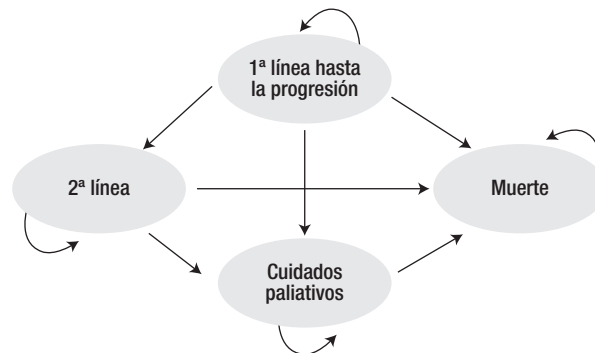 1ª línea hasta
la progresión
2ª línea
Muerte
Cuidados
paliativos